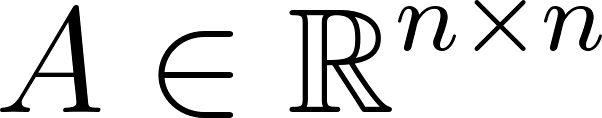 A ∈ ℝ^{n×n}